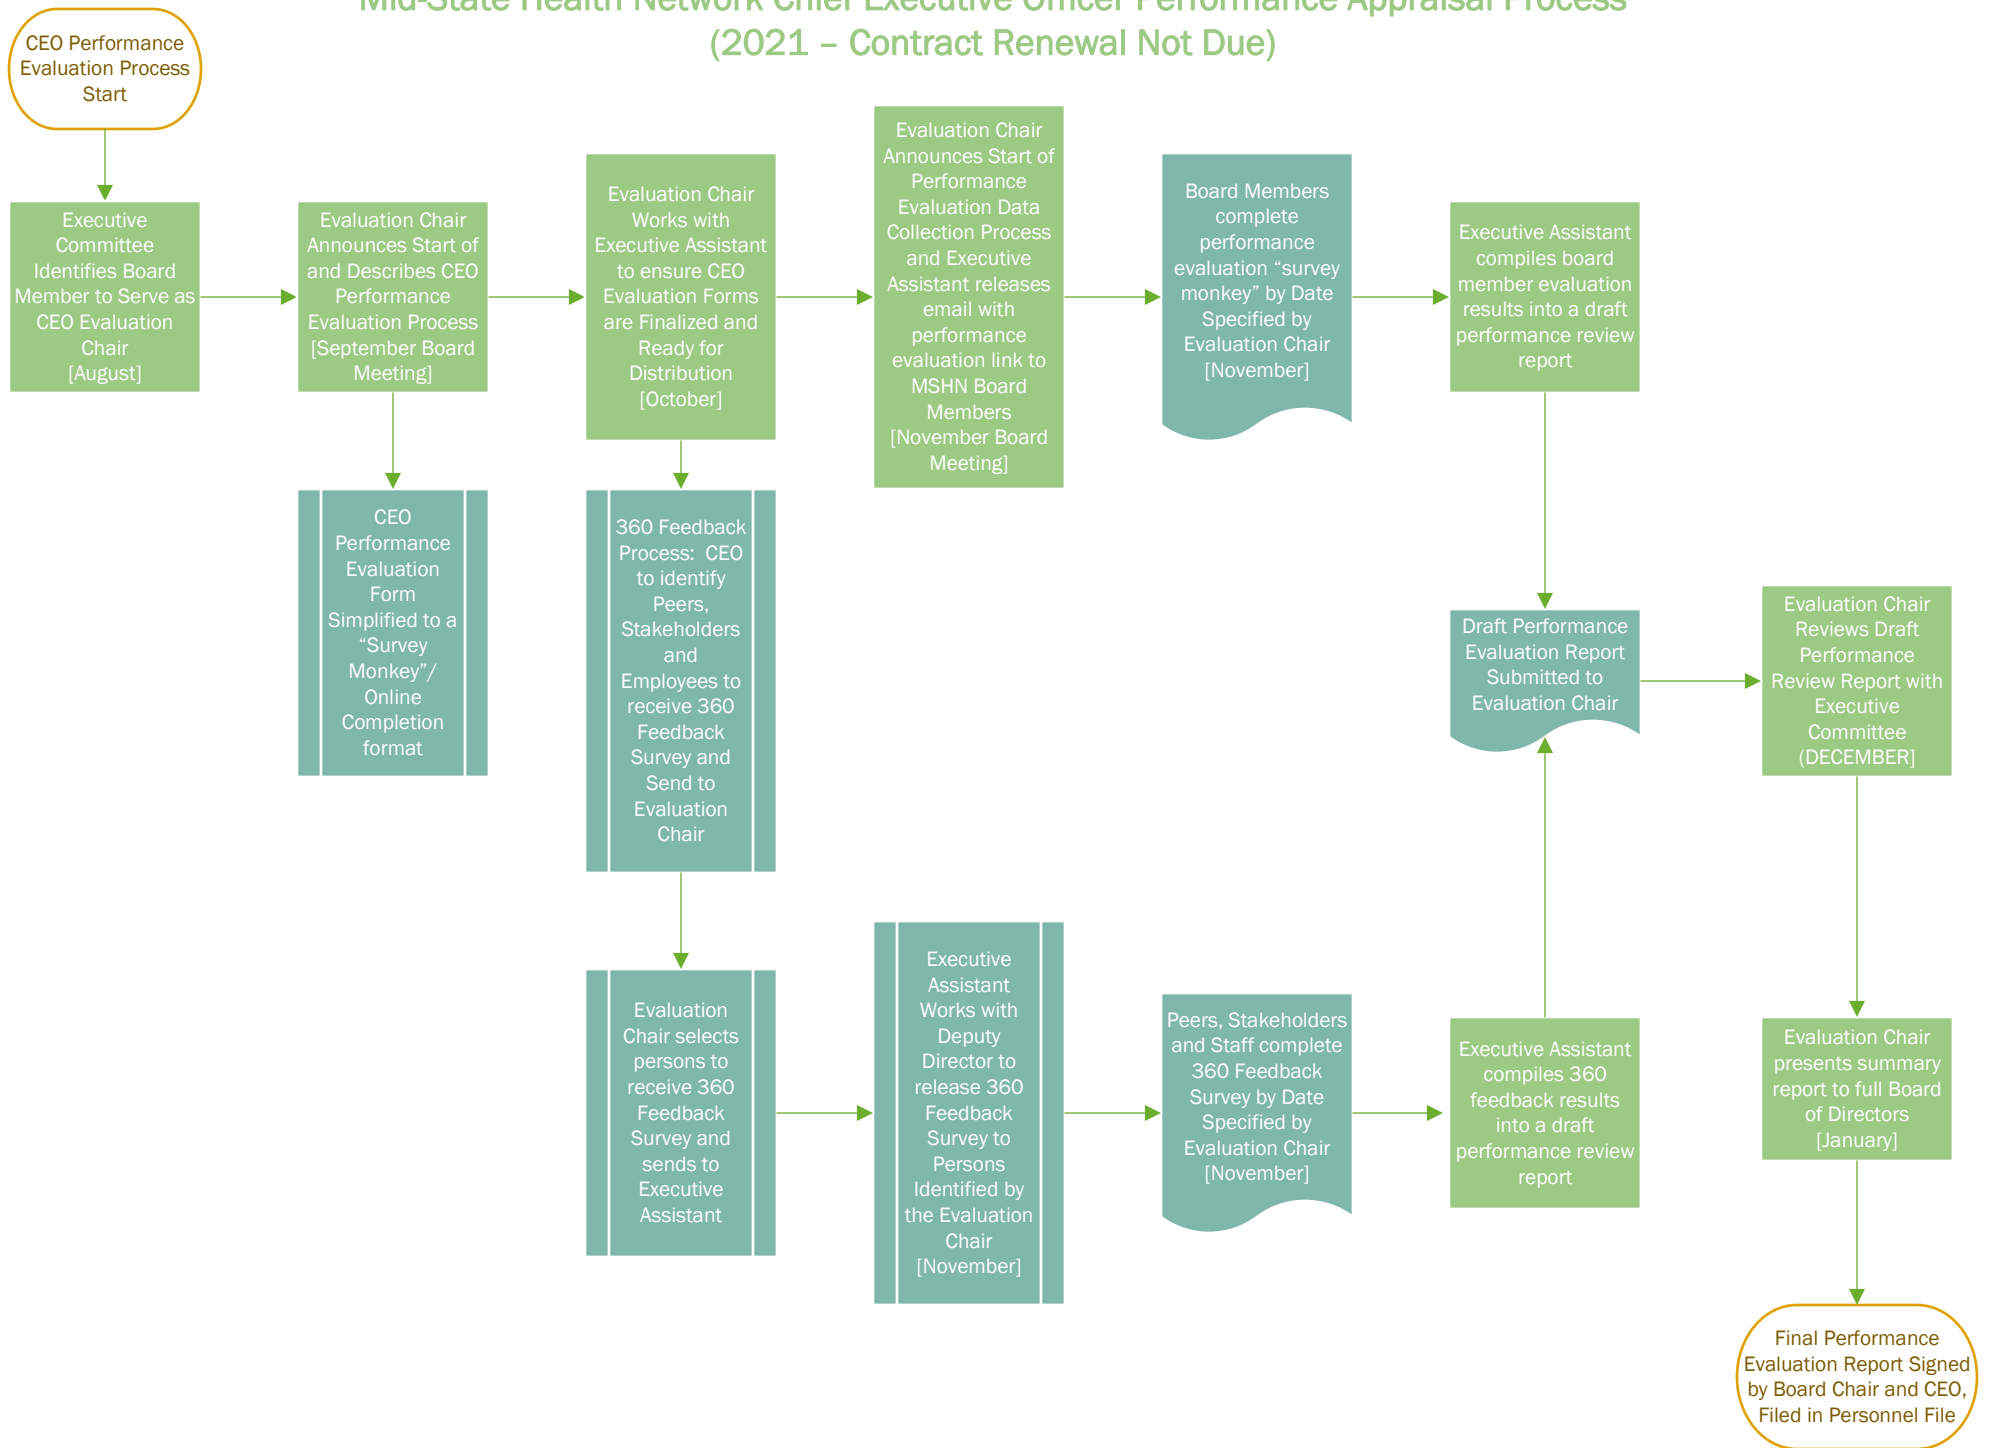 Mid-State Health Network Chief Executive Officer Performance Appraisal Process
(2021 – Contract Renewal Not Due)
CEO Performance
Evaluation Process
Start
Executive
Committee
Identifies Board
Member to Serve as
CEO Evaluation
Chair
[August]
Evaluation Chair
Announces Start of
and Describes CEO
Performance
Evaluation Process
[September Board
Meeting]
Evaluation Chair
Works with
Executive Assistant
to ensure CEO
Evaluation Forms
are Finalized and
Ready for
Distribution
[October]
Evaluation Chair
Announces Start of
Performance
Evaluation Data
Collection Process
and Executive
Assistant releases
email with
performance
evaluation link to
MSHN Board
Members
[November Board
Meeting]
Board Members
complete
performance
evaluation “survey
monkey” by Date
Specified by
Evaluation Chair
[November]
Executive Assistant
compiles board
member evaluation
results into a draft
performance review
report
CEO
Performance
Evaluation
Form
Simplified to a
“Survey
Monkey”/
Online
Completion
format
360 Feedback
Process:  CEO
to identify
Peers,
Stakeholders
and
Employees to
receive 360
Feedback
Survey and
Send to
Evaluation
Chair
Draft Performance
Evaluation Report
Submitted to
Evaluation Chair
Evaluation Chair
Reviews Draft
Performance
Review Report with
Executive
Committee
(DECEMBER]
Evaluation
Chair selects
persons to
receive 360
Feedback
Survey and
sends to
Executive
Assistant
Executive
Assistant
Works with
Deputy
Director to
release 360
Feedback
Survey to
Persons
Identified by
the Evaluation
Chair
[November]
Peers, Stakeholders
and Staff complete
360 Feedback
Survey by Date
Specified by
Evaluation Chair
[November]
Executive Assistant
compiles 360
feedback results
into a draft
performance review
report
Evaluation Chair
presents summary
report to full Board
of Directors
[January]
Final Performance
Evaluation Report Signed
by Board Chair and CEO,
Filed in Personnel File